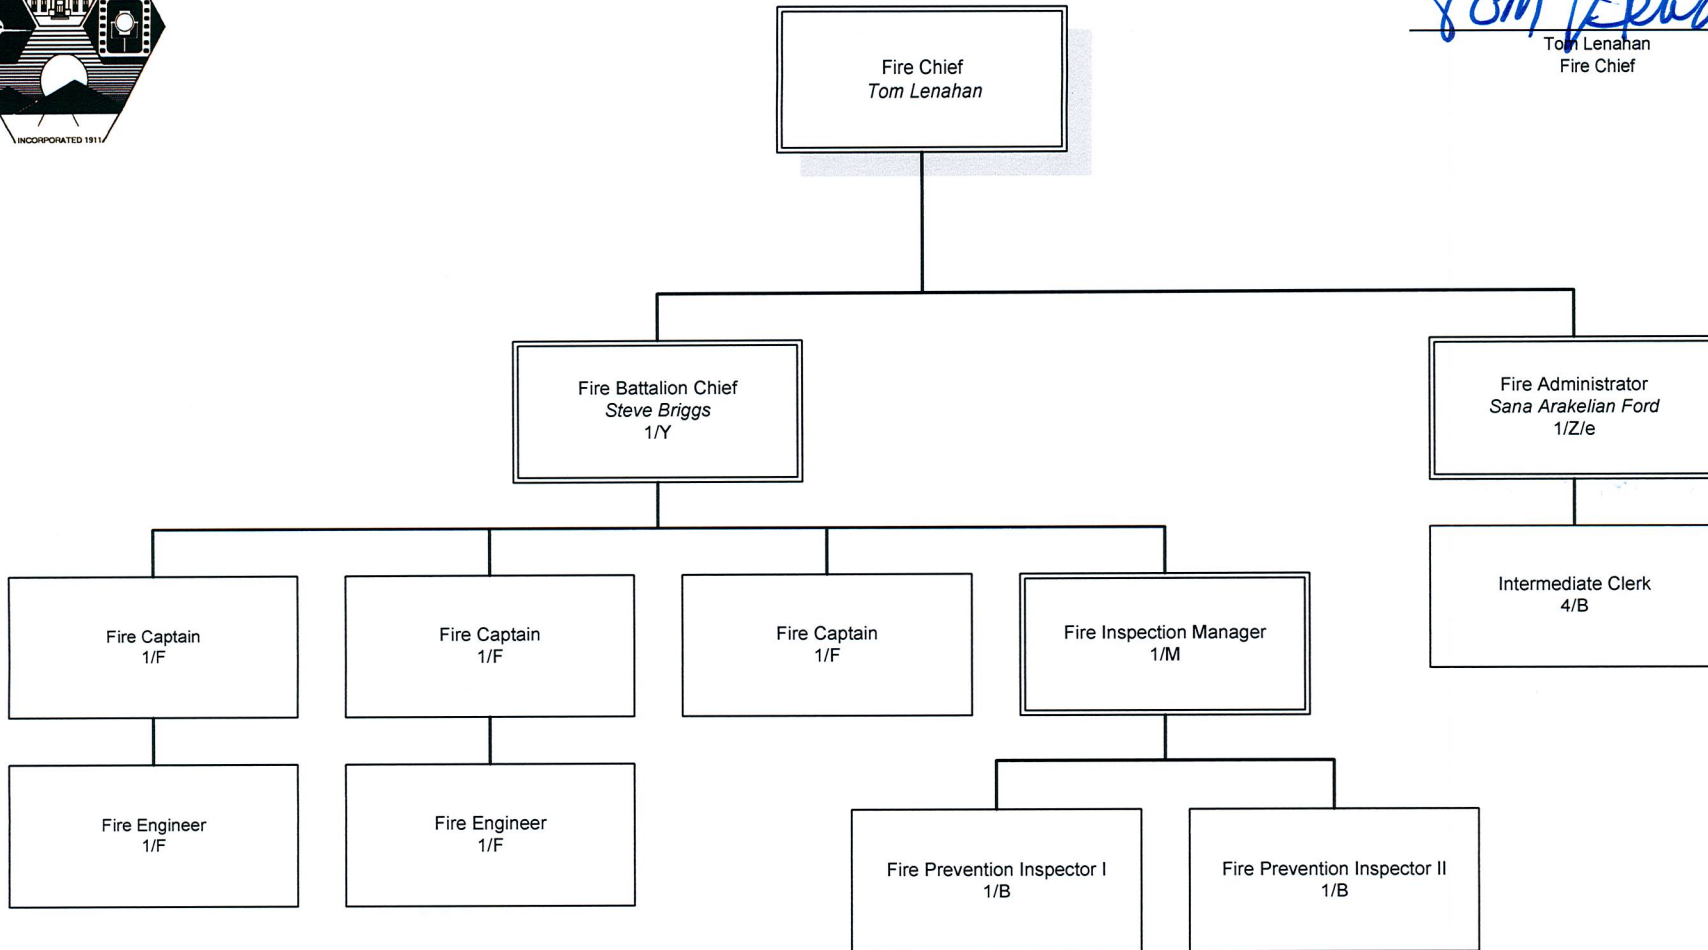 INCORPORATED 1911
Tom Lenahan
Fire Chief
Fire Chief
Tom Lenahan
Fire Battalion Chief
Steve Briggs
1/Y
Fire Administrator
Sana Arakelian Ford
1/Z/e
Fire Captain
1/F
Fire Captain
1/F
Fire Captain
1/F
Fire Inspection Manager
1/M
Intermediate Clerk
4/B
Fire Engineer
1/F
Fire Engineer
1/F
Fire Prevention Inspector I
1/B
Fire Prevention Inspector II
1/B